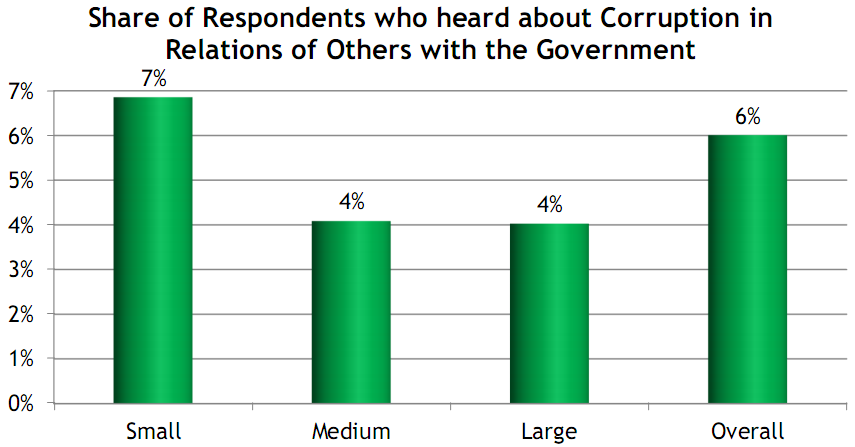 Share of Respondents who heard about Corruption in
Relations of Others with the Government
7%
7%
6%
5%
4%
3%
2%
1%
0%
4%
4%
6%
Small
Medium
Large
Overall